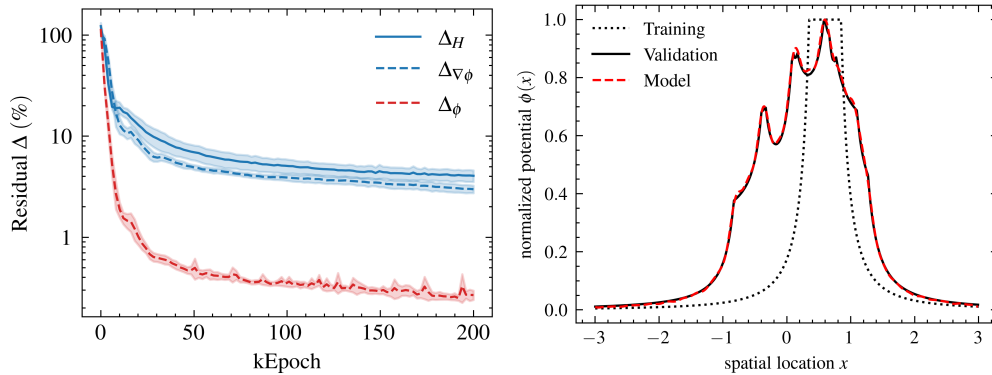 100
10
1
Residual Δ (%)
0
50
100
150
200
kEpoch
Δ_H
Δ_∇ϕ
Δ_ϕ
1.0
0.8
0.6
0.4
0.2
0.0
normalized potential ϕ(x)
−3
−2
−1
0
1
2
3
spatial location x
Training
Validation
Model